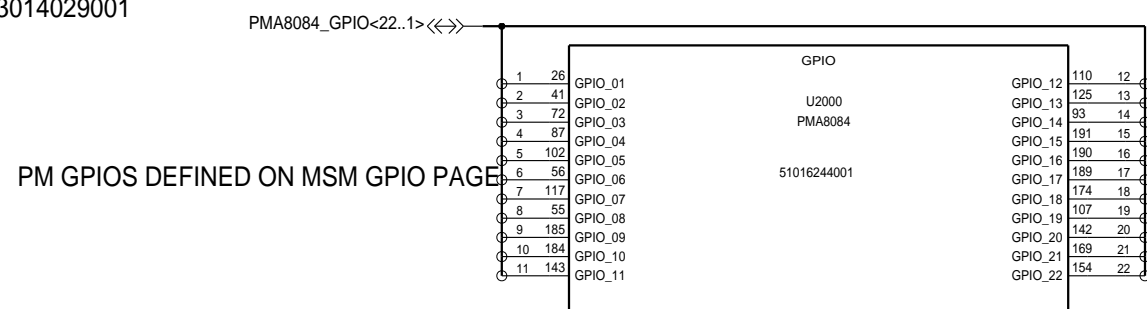 3014029001
PMA8084_GPIO<22..1>
GPIO
U2000
PMA8084
51016244001
PM GPIOS DEFINED ON MSM GPIO PAGE
1 26 GPIO_01
2 41 GPIO_02
3 72 GPIO_03
4 87 GPIO_04
5 102 GPIO_05
6 56 GPIO_06
7 117 GPIO_07
8 55 GPIO_08
9 185 GPIO_09
10 184 GPIO_10
11 143 GPIO_11
GPIO_12 110 12
GPIO_13 125 13
GPIO_14 93 14
GPIO_15 191 15
GPIO_16 190 16
GPIO_17 189 17
GPIO_18 174 18
GPIO_19 107 19
GPIO_20 142 20
GPIO_21 169 21
GPIO_22 154 22